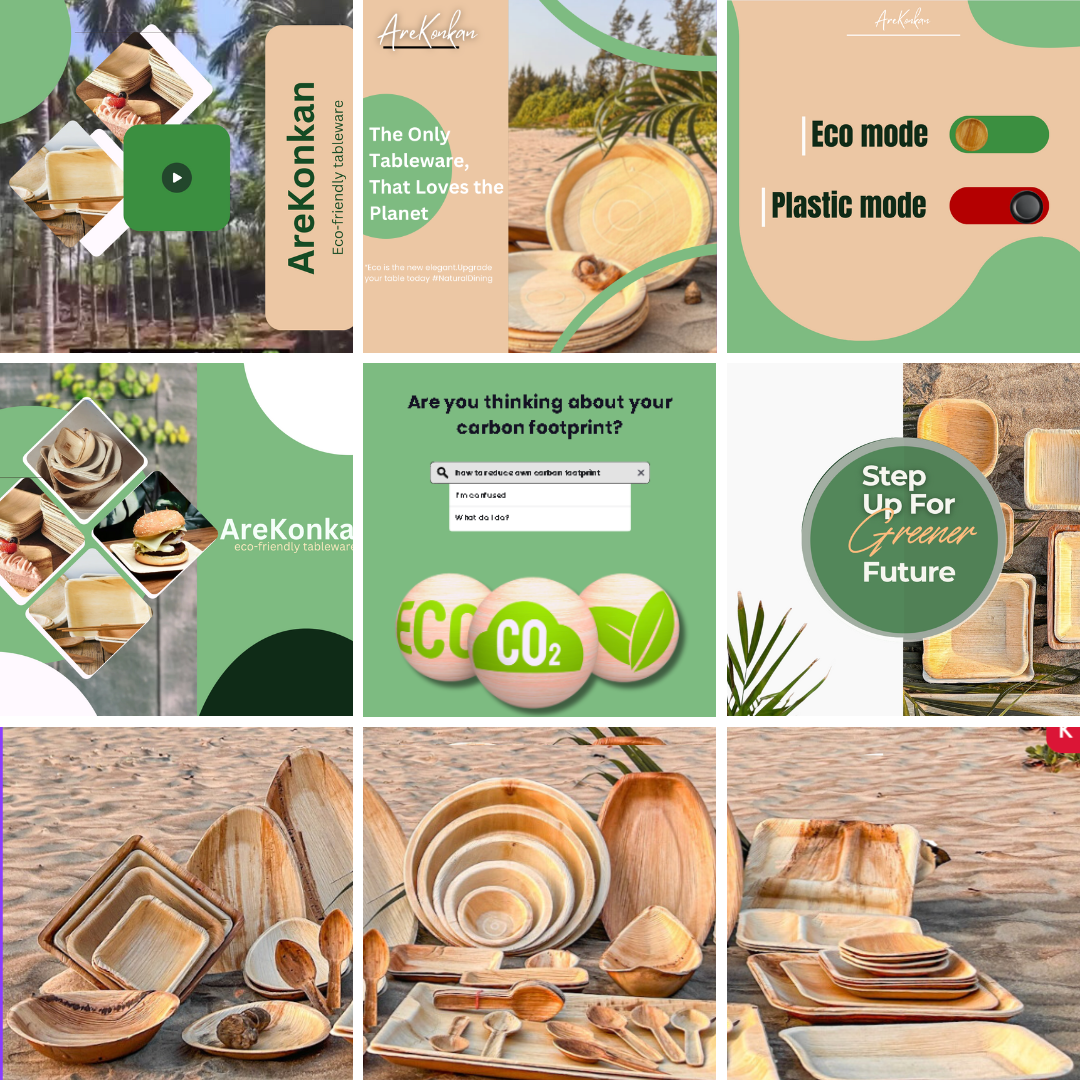 AreKonkan
Eco-friendly tableware
AreKonkan
The Only
Tableware,
That Loves the
Planet
"Eco is the new elegant.Upgrade
your table today #NaturalDining
AreKonkan
Eco mode
Plastic mode
AreKonka
eco-friendly tableware
Are you thinking about your
carbon footprint?
how to reduce own carbon footprint
I'm confused
What do I do?
ECO
CO2
Step
Up For
Greener
Future
K